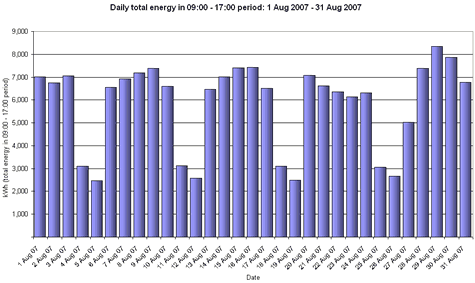 Daily total energy in 09:00 - 17:00 period: 1 Aug 2007 - 31 Aug 2007
kWh (total energy in 09:00 - 17:00 period)
9,000
8,000
7,000
6,000
5,000
4,000
3,000
2,000
1,000
-
1 Aug 07
2 Aug 07
3 Aug 07
4 Aug 07
5 Aug 07
6 Aug 07
7 Aug 07
8 Aug 07
9 Aug 07
10 Aug 07
11 Aug 07
12 Aug 07
13 Aug 07
14 Aug 07
15 Aug 07
16 Aug 07
17 Aug 07
18 Aug 07
19 Aug 07
20 Aug 07
21 Aug 07
22 Aug 07
23 Aug 07
24 Aug 07
25 Aug 07
26 Aug 07
27 Aug 07
28 Aug 07
29 Aug 07
30 Aug 07
31 Aug 07
Date